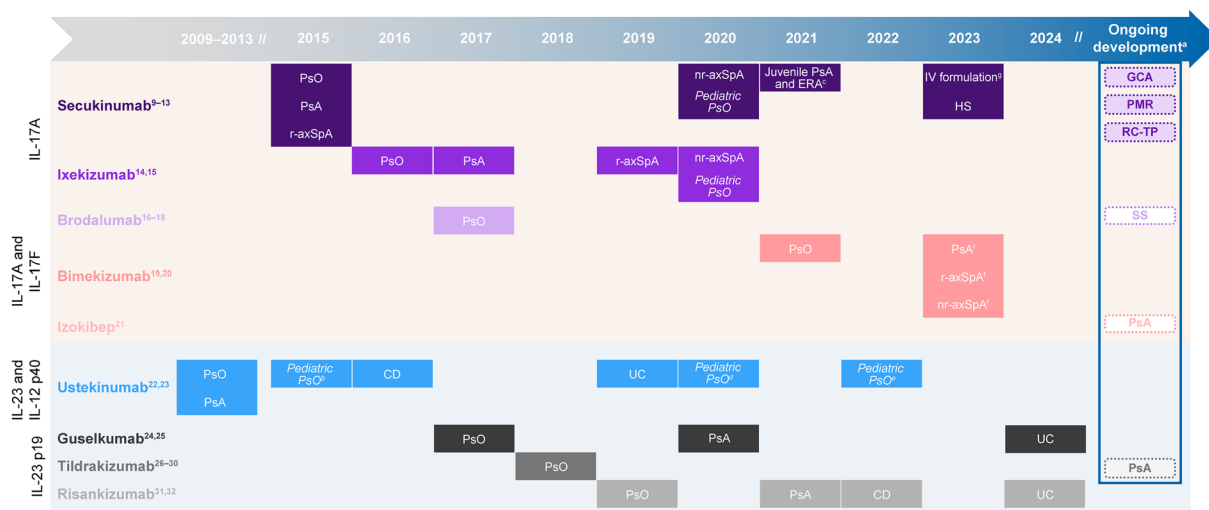 2009–2013 // 2015 2016 2017 2018 2019 2020 2021 2022 2023 2024 // Ongoing
developmentᵃ
IL-17A
Secukinumab⁹⁻¹³
PsO
PsA
r-axSpA
nr-axSpA
Pediatric
PsO
Juvenile PsA
and ERAᶜ
IV formulationᵍ
HS
GCA
PMR
RC-TP
Ixekizumab¹⁴,¹⁵
PsO
PsA
r-axSpA
nr-axSpA
Pediatric
PsO
Brodalumab¹⁶⁻¹⁸
PsO
SS
IL-17A and
IL-17F
Bimekizumab¹⁹,²⁰
PsO
PsAᶠ
r-axSpAᶠ
nr-axSpAᶠ
Izokibep²¹
PsA
IL-23 and
IL-12 p40
Ustekinumab²²,²³
PsO
PsA
Pediatric
PsOᵇ
CD
UC
Pediatric
PsOᵈ
Pediatric
PsOᵉ
IL-23 p19
Guselkumab²⁴,²⁵
PsO
PsA
UC
Tildrakizumab²⁶⁻³⁰
PsO
PsA
Risankizumab³¹,³²
PsO
PsA
CD
UC